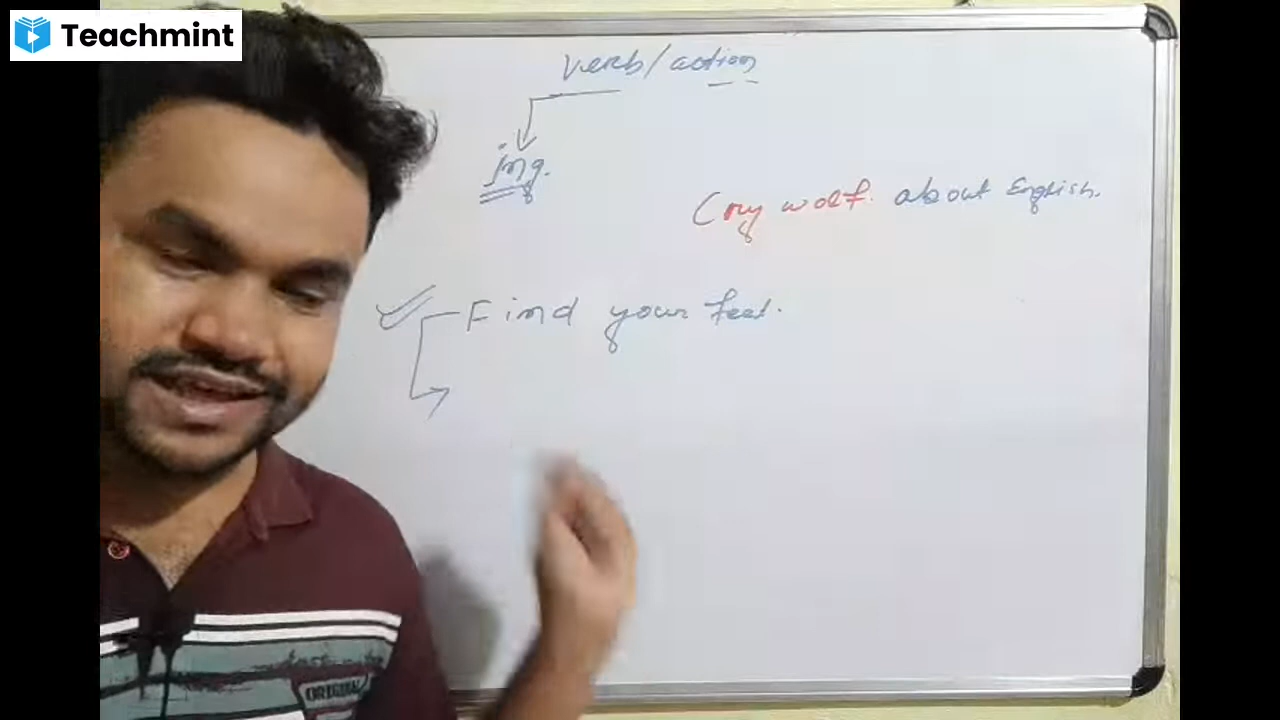 Teachmint
verb/action
ing.
Cry wolf. about English.
Find your feet.
ORIGINAL